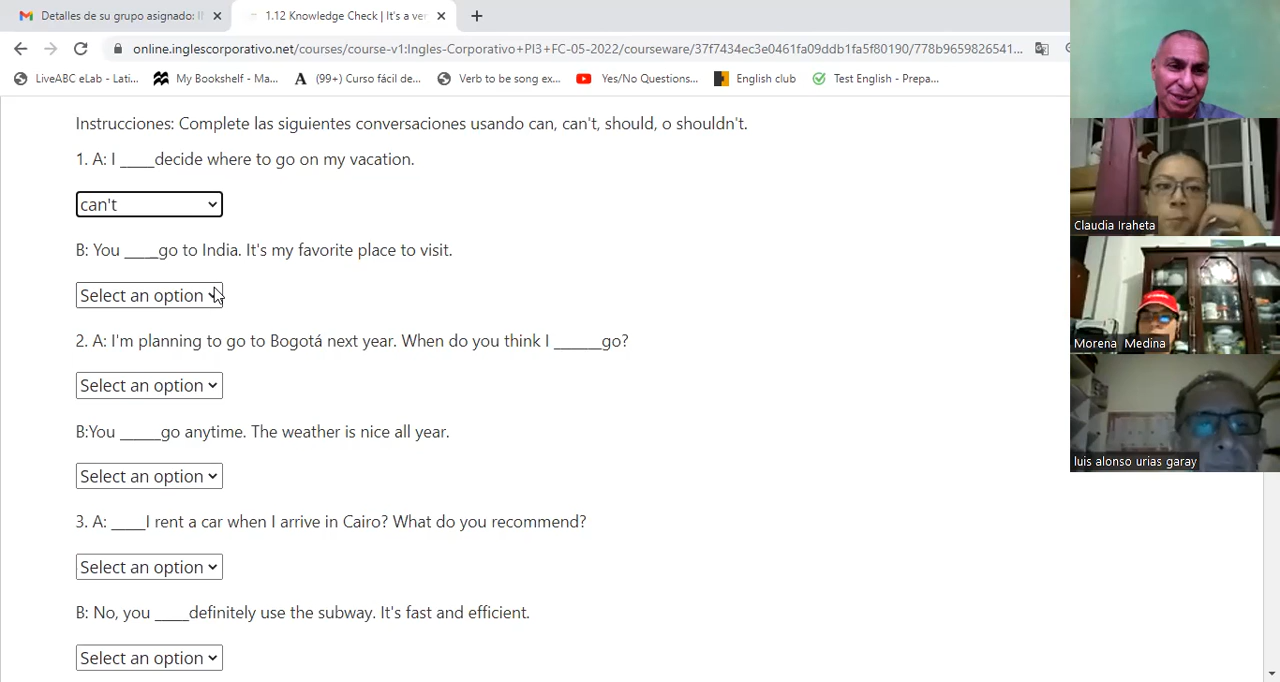 Detalles de su grupo asignado: I
1.12 Knowledge Check | It's a ver
online.inglescorporativo.net/courses/course-v1:Ingles-Corporativo+PI3+FC-05-2022/courseware/37f7434ec3e0461fa09ddb1fa5f80190/778b9659826541...
LiveABC eLab - Lati... My Bookshelf - Ma... (99+) Curso fácil de... Verb to be song ex... Yes/No Questions... English club Test English - Prepa...
Instrucciones: Complete las siguientes conversaciones usando can, can't, should, o shouldn't.
1. A: I ____decide where to go on my vacation.
can't
B: You ____go to India. It's my favorite place to visit.
Select an option
2. A: I'm planning to go to Bogotá next year. When do you think I ______go?
Select an option
B:You _____go anytime. The weather is nice all year.
Select an option
3. A: ____I rent a car when I arrive in Cairo? What do you recommend?
Select an option
B: No, you ____definitely use the subway. It's fast and efficient.
Select an option
Claudia Iraheta
Morena Medina
luis alonso urias garay